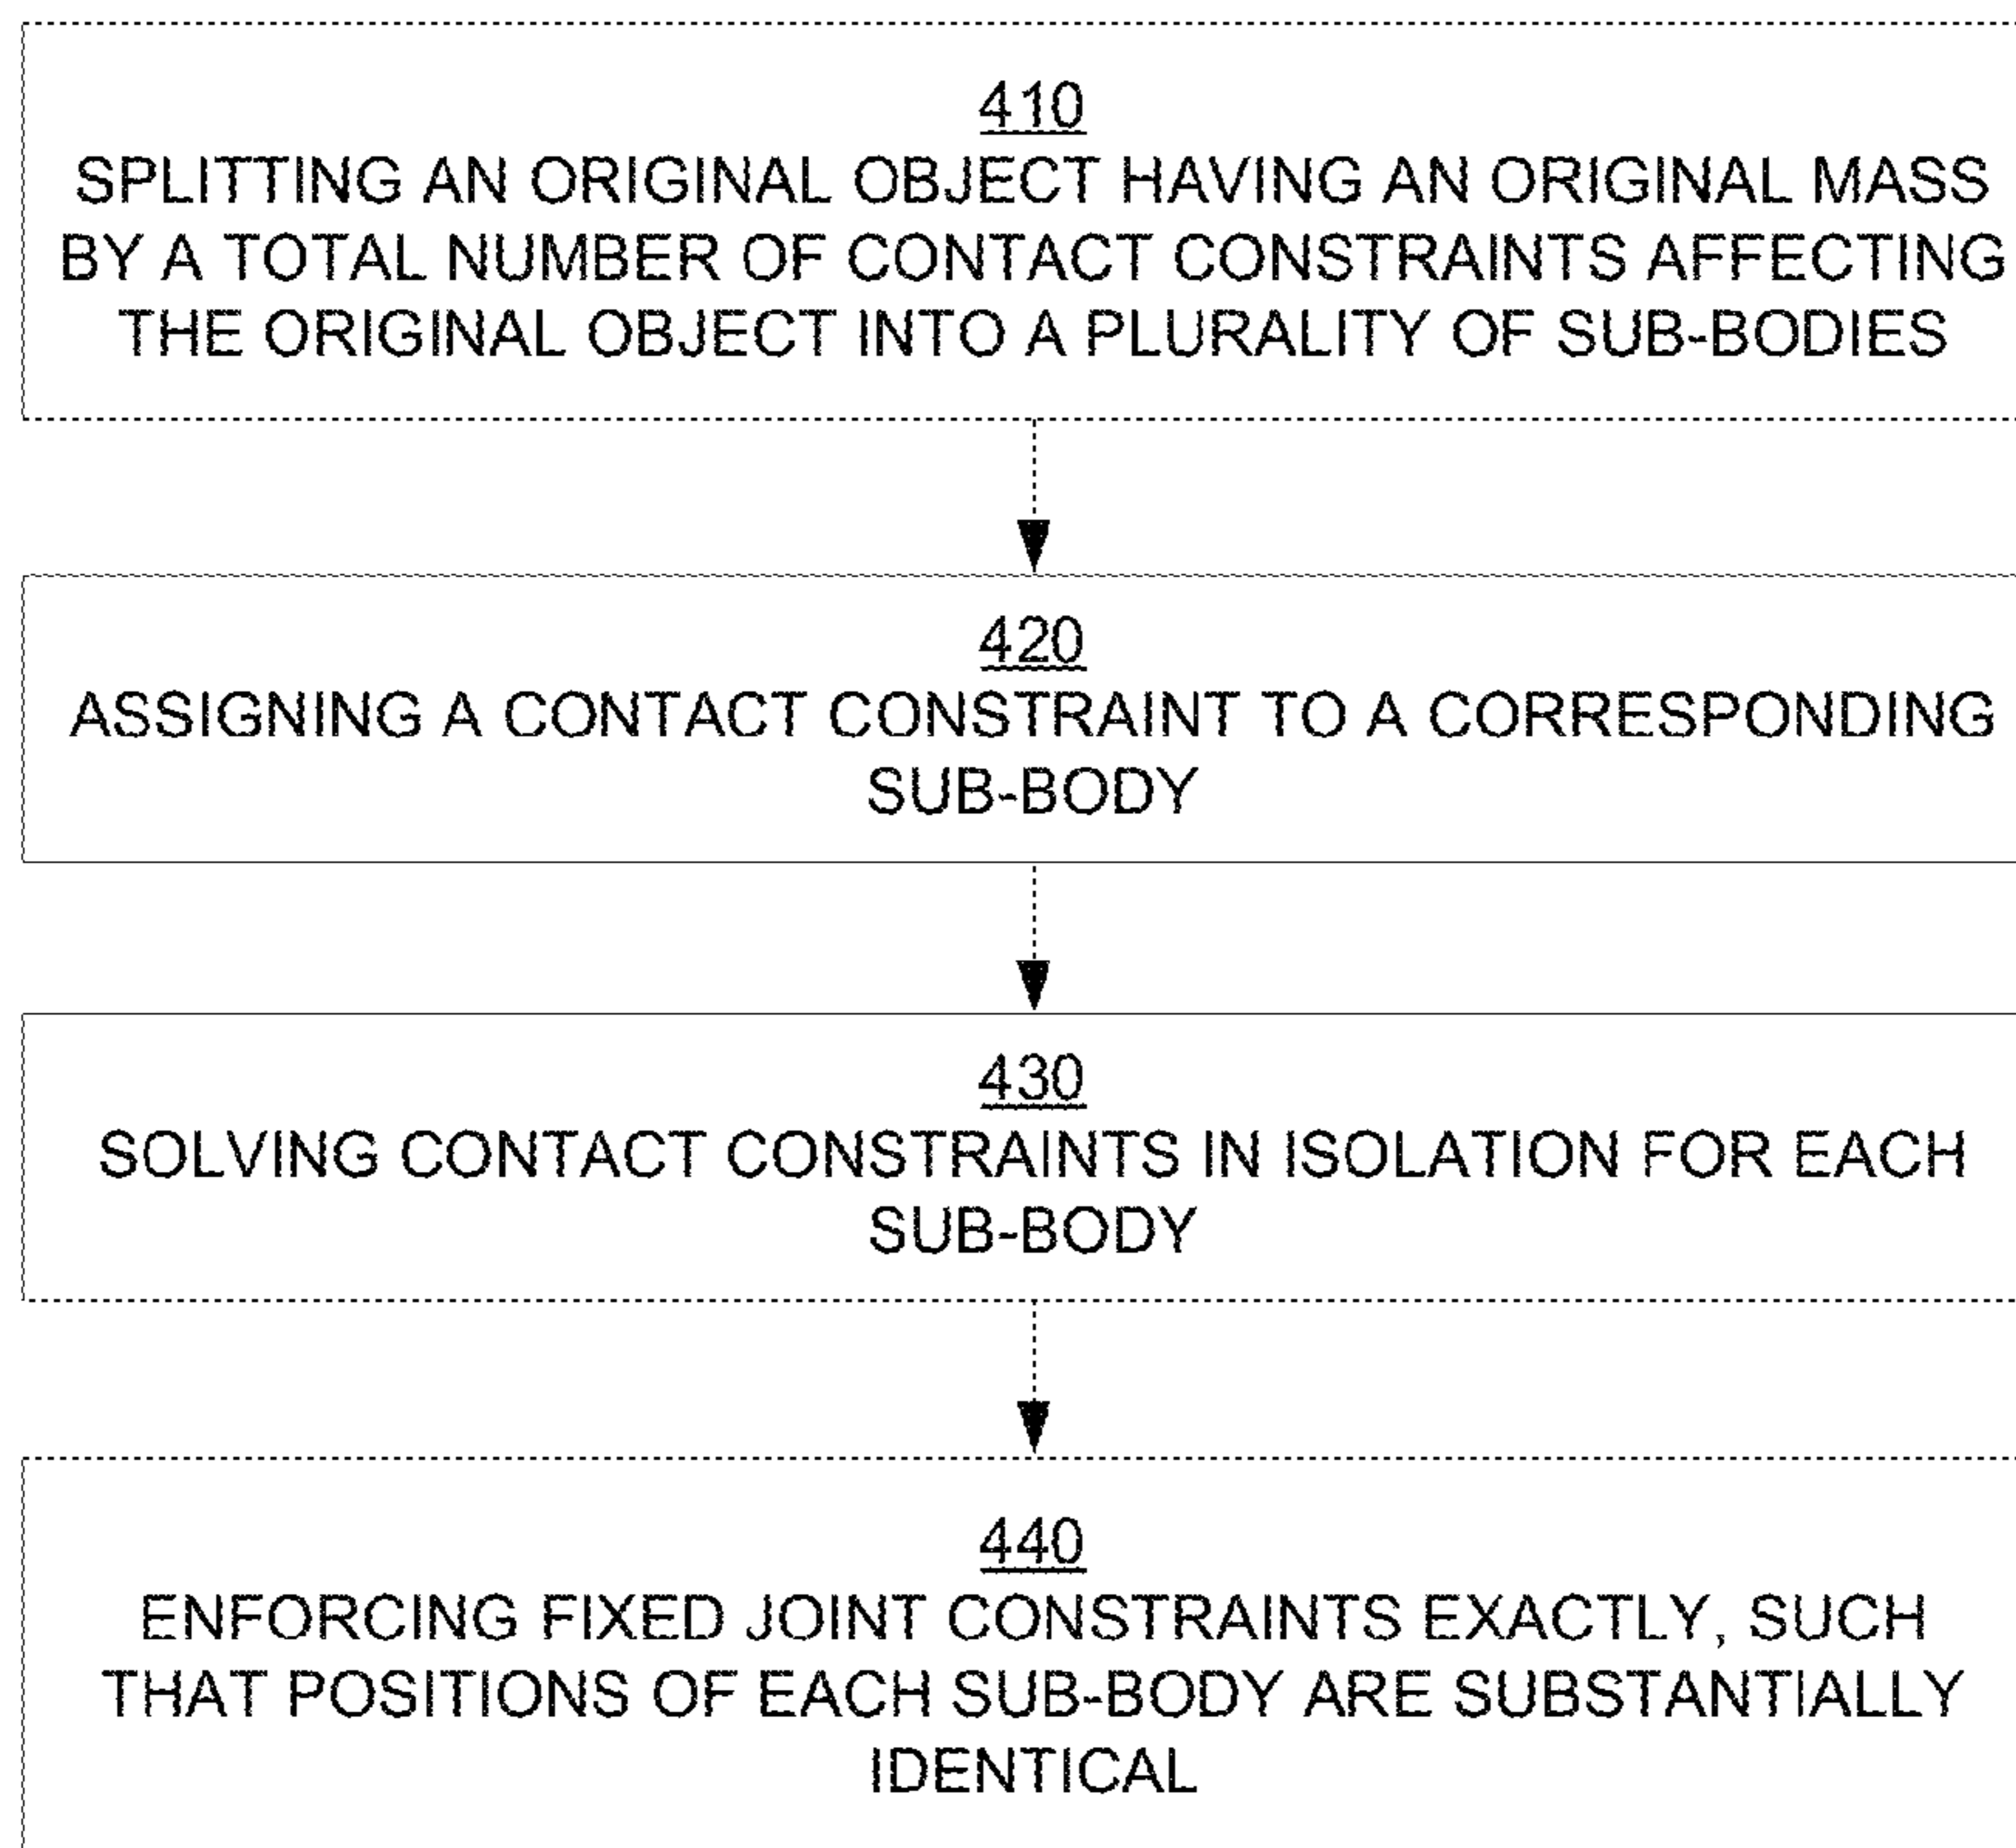 410
SPLITTING AN ORIGINAL OBJECT HAVING AN ORIGINAL MASS
BY A TOTAL NUMBER OF CONTACT CONSTRAINTS AFFECTING
THE ORIGINAL OBJECT INTO A PLURALITY OF SUB-BODIES
420
ASSIGNING A CONTACT CONSTRAINT TO A CORRESPONDING
SUB-BODY
430
SOLVING CONTACT CONSTRAINTS IN ISOLATION FOR EACH
SUB-BODY
440
ENFORCING FIXED JOINT CONSTRAINTS EXACTLY, SUCH
THAT POSITIONS OF EACH SUB-BODY ARE SUBSTANTIALLY
IDENTICAL